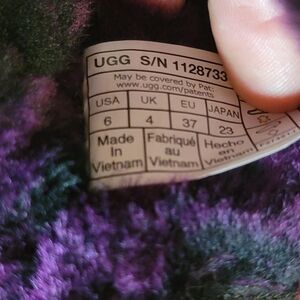 UGG S/N 1128733
May be covered by Pat:
www.ugg.com/patents
USA UK EU JAPAN
6 4 37 23
Made Fabriqué Hecho
In au en
Vietnam Vietnam Vietnam